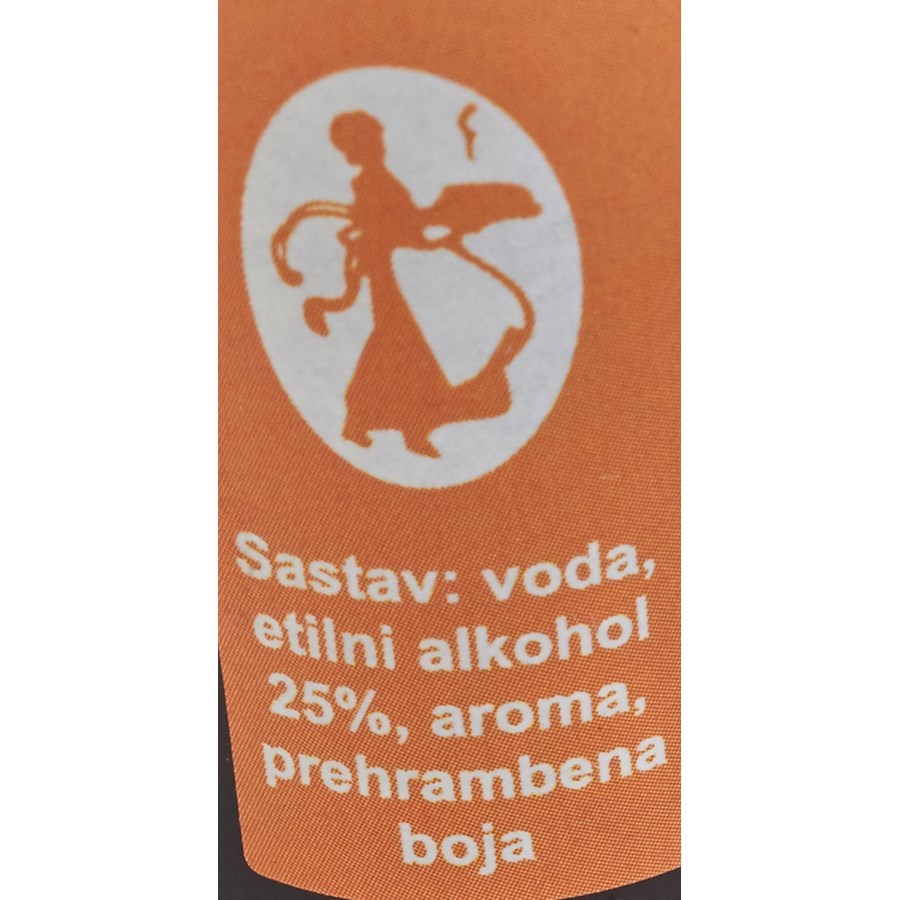 Sastav: voda,
etilni alkohol
25%, aroma,
prehrambena
boja